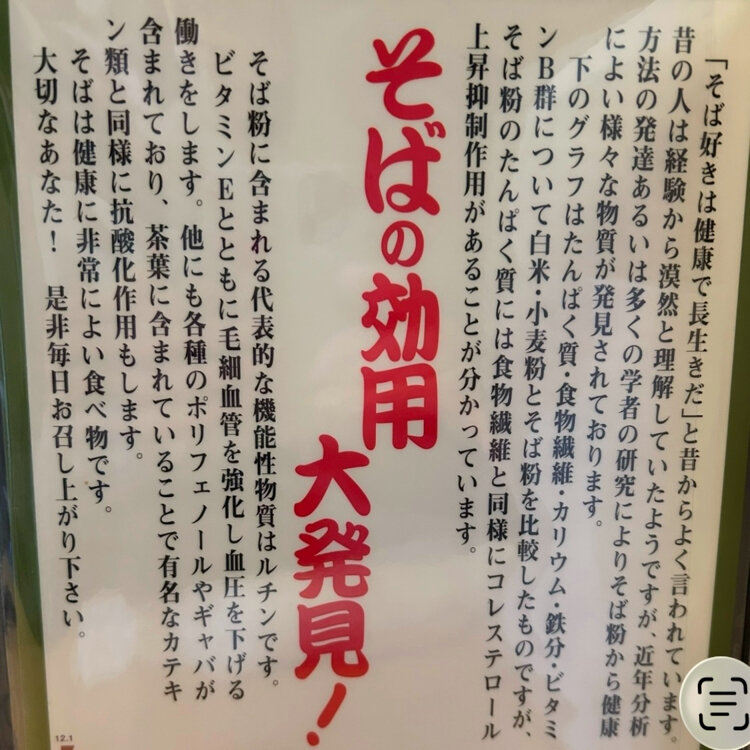 「そば好きは健康で長生きだ」と昔からよく言われています。
昔の人は経験から漠然と理解していたようですが、近年分析
方法の発達あるいは多くの学者の研究によりそば粉から健康
によい様々な物質が発見されております。
下のグラフはたんぱく質・食物繊維・カリウム・鉄分・ビタミ
ンB群について白米・小麦粉とそば粉を比較したものですが、
そば粉のたんぱく質には食物繊維と同様にコレステロール
上昇抑制作用があることが分かっています。
そばの効用
大発見!
そば粉に含まれる代表的な機能性物質はルチンです。
ビタミンEとともに毛細血管を強化し血圧を下げる
働きをします。他にも各種のポリフェノールやギャバが
含まれており、茶葉に含まれていることで有名なカテキ
ン類と同様に抗酸化作用もします。
そばは健康に非常によい食べ物です。
大切なあなた! 是非毎日お召し上がり下さい。
12.1